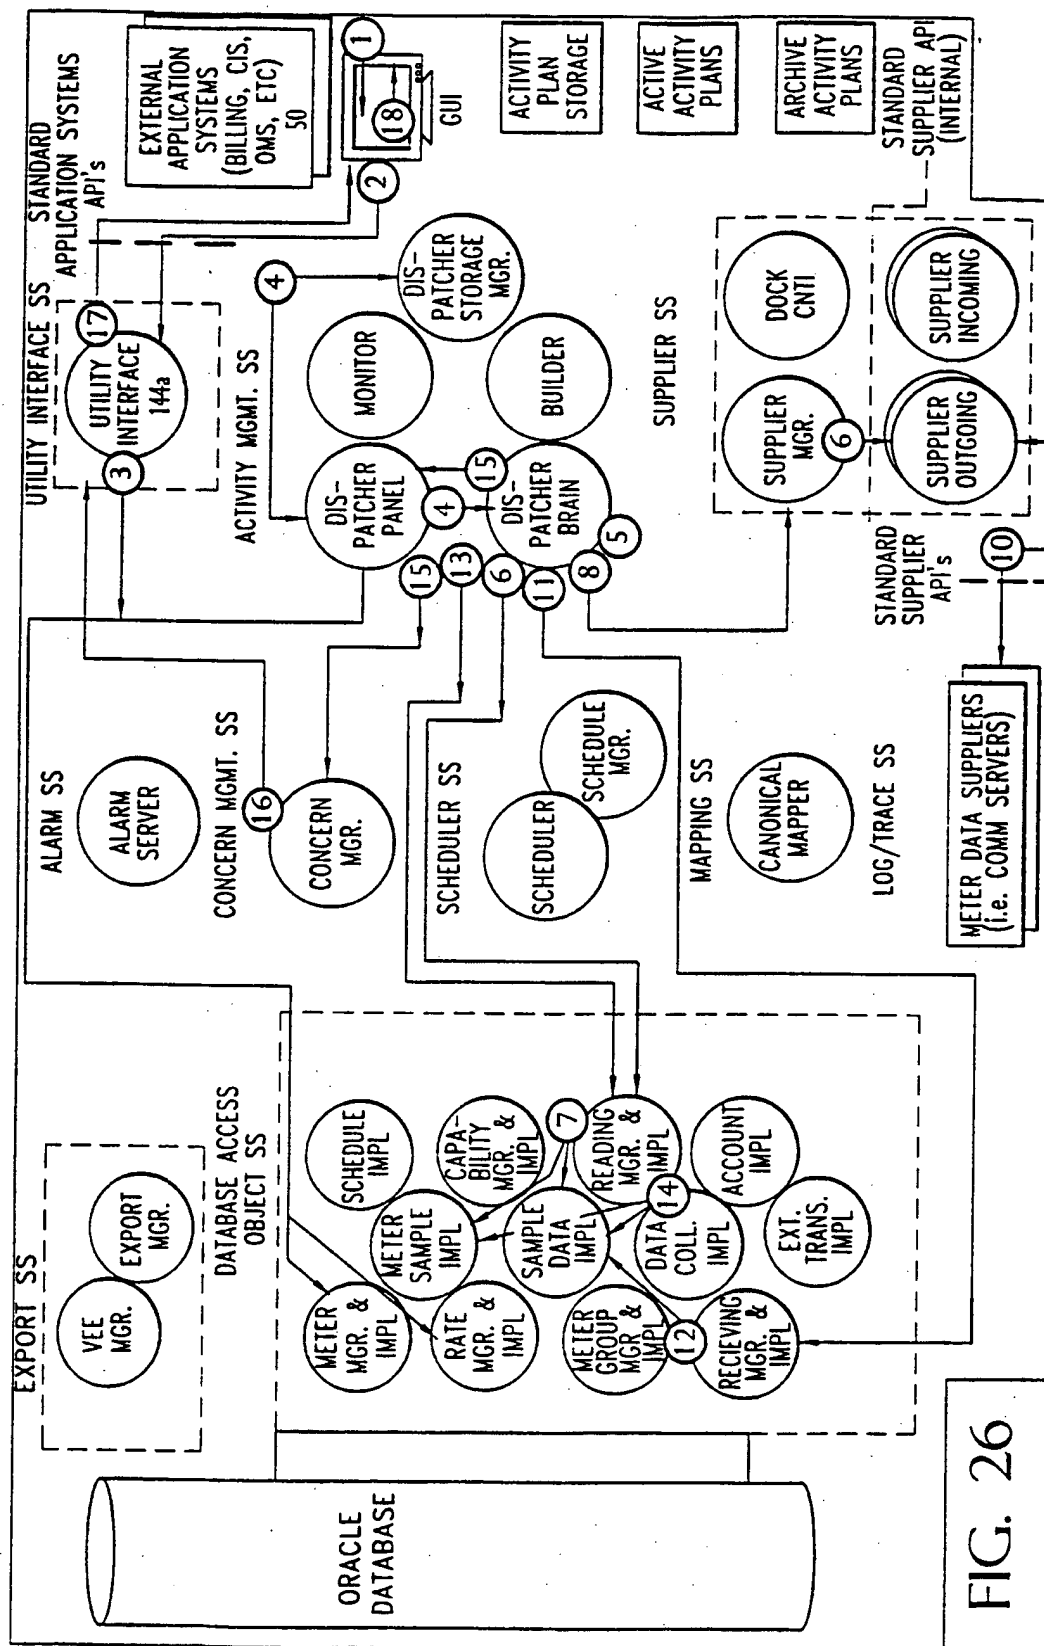 EXPORT SS
VEE
MGR.
EXPORT
MGR.
ALARM SS
ALARM
SERVER
UTILITY INTERFACE SS
UTILITY
INTERFACE
144a
17
3
STANDARD
APPLICATION SYSTEMS
API's
EXTERNAL
APPLICATION
SYSTEMS
(BILLING, CIS,
OMS, ETC)
50
1
18
2
GUI
ORACLE
DATABASE
DATABASE ACCESS
OBJECT SS
METER
MGR. &
IMPL
RATE
MGR. &
IMPL
METER
GROUP
MGR. &
IMPL
12
RECIEVING
MGR. &
IMPL
METER
SAMPLE
IMPL
SAMPLE
DATA
IMPL
DATA
COLL.
IMPL
14
EXT.
TRANS.
IMPL
SCHEDULE
IMPL
CAPA-
BILITY
MGR. &
IMPL
7
READING
MGR. &
IMPL
ACCOUNT
IMPL
CONCERN MGMT. SS
16
CONCERN
MGR.
SCHEDULER SS
SCHEDULER
SCHEDULE
MGR.
MAPPING SS
CANONICAL
MAPPER
LOG/TRACE SS
METER DATA SUPPLIERS
(i.e. COMM SERVERS)
ACTIVITY MGMT. SS
4
DIS-
PATCHER
PANEL
MONITOR
DIS-
PATCHER
STORAGE
MGR.
4
15
15
13
6
11
8
5
DIS-
PATCHER
BRAIN
BUILDER
SUPPLIER SS
SUPPLIER
MGR.
6
DOCK
CNTI
SUPPLIER
OUTGOING
SUPPLIER
INCOMING
STANDARD
SUPPLIER
API's
10
ACTIVITY
PLAN
STORAGE
ACTIVE
ACTIVITY
PLANS
ARCHIVE
ACTIVITY
PLANS
STANDARD
SUPPLIER API
(INTERNAL)
FIG. 26